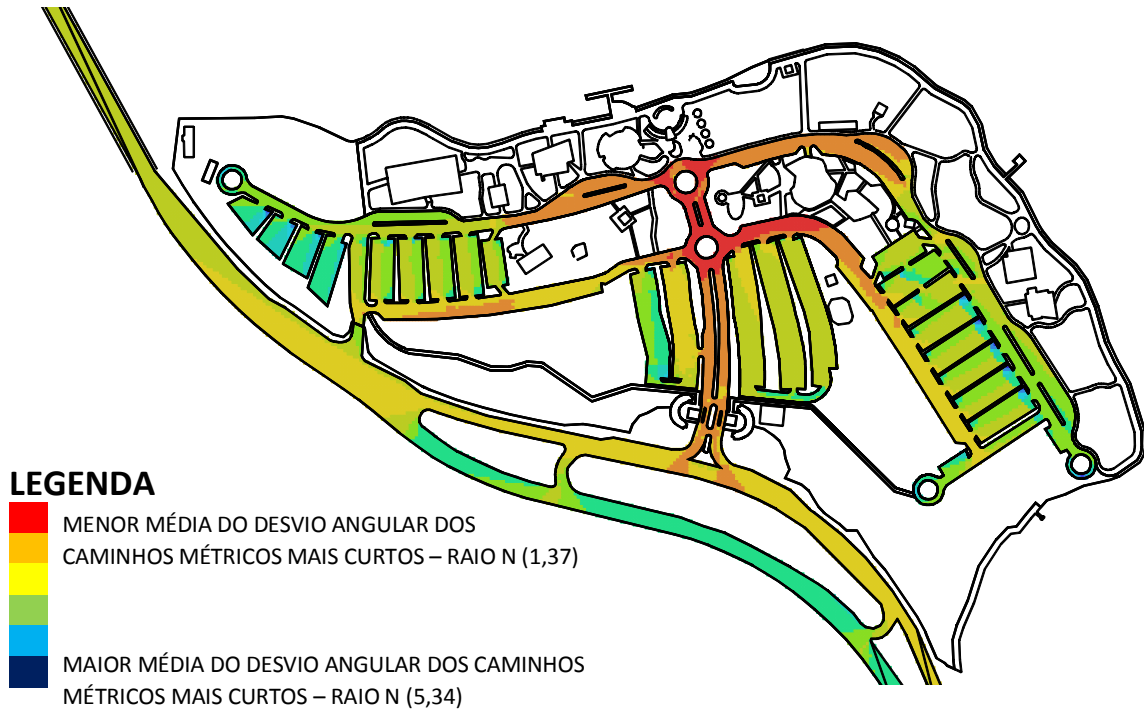 LEGENDA
MENOR MÉDIA DO DESVIO ANGULAR DOS
CAMINHOS MÉTRICOS MAIS CURTOS – RAIO N (1,37)
MAIOR MÉDIA DO DESVIO ANGULAR DOS CAMINHOS
MÉTRICOS MAIS CURTOS – RAIO N (5,34)